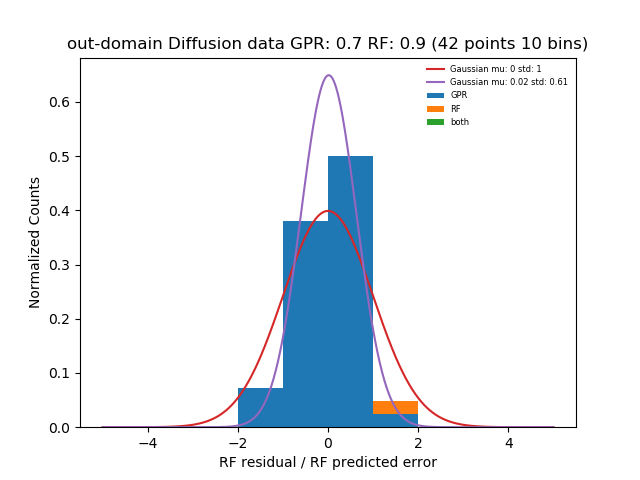 out-domain Diffusion data GPR: 0.7 RF: 0.9 (42 points 10 bins)
Gaussian mu: 0 std: 1
Gaussian mu: 0.02 std: 0.61
GPR
RF
both
Normalized Counts
0.6
0.5
0.4
0.3
0.2
0.1
0.0
−4 −2 0 2 4
RF residual / RF predicted error